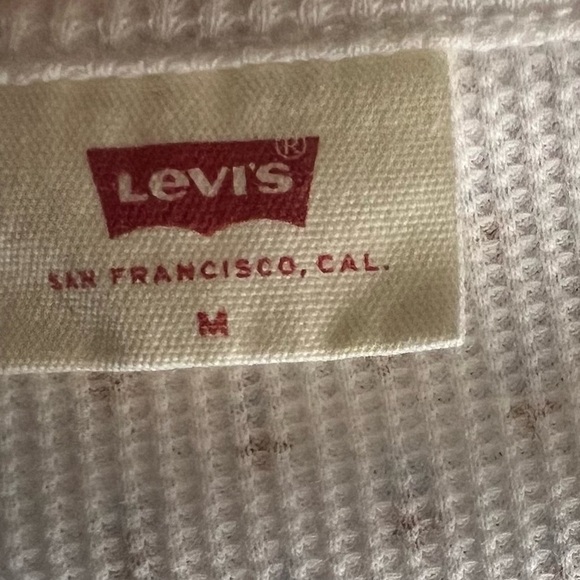 Levi's®
SAN FRANCISCO, CAL.
M